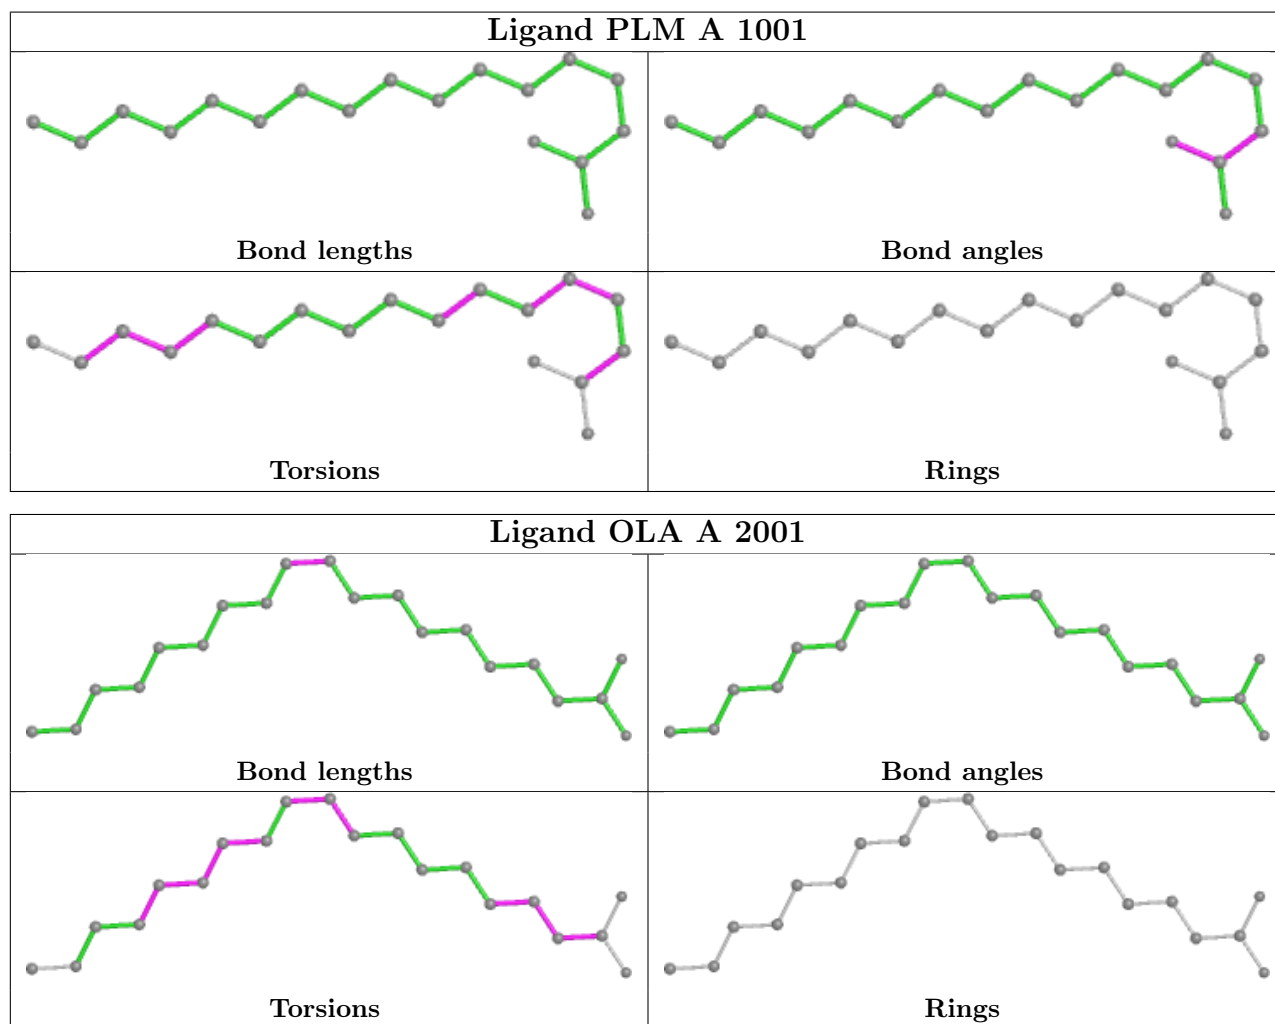 Ligand PLM A 1001
Bond lengths
Bond angles
Torsions
Rings
Ligand OLA A 2001
Bond lengths
Bond angles
Torsions
Rings